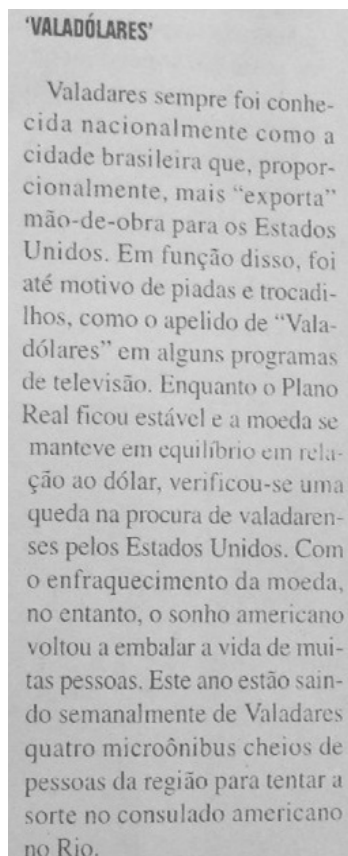 'VALADÓLARES'
Valadares sempre foi conhe-
cida nacionalmente como a
cidade brasileira que, propor-
cionalmente, mais “exporta”
mão-de-obra para os Estados
Unidos. Em função disso, foi
até motivo de piadas e trocadi-
lhos, como o apelido de “Vala-
dólares” em alguns programas
de televisão. Enquanto o Plano
Real ficou estável e a moeda se
manteve em equilíbrio em rela-
ção ao dólar, verificou-se uma
queda na procura de valadaren-
ses pelos Estados Unidos. Com
o enfraquecimento da moeda,
no entanto, o sonho americano
voltou a embalar a vida de mui-
tas pessoas. Este ano estão sain-
do semanalmente de Valadares
quatro microônibus cheios de
pessoas da região para tentar a
sorte no consulado americano
no Rio.